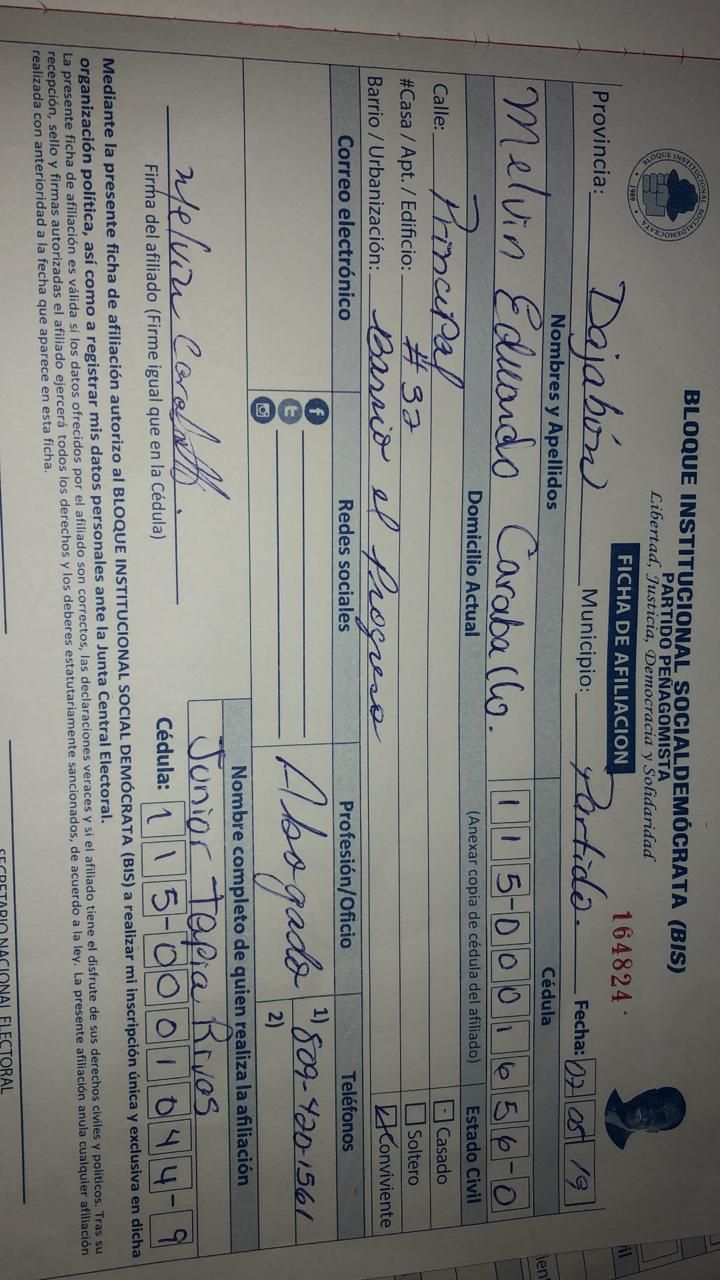 BLOQUE INSTITUCIONAL SOCIALDEMÓCRATA (BIS)
PARTIDO PEÑAGOMISTA
Libertad, Justicia, Democracia y Solidaridad
FICHA DE AFILIACION
164824
BLOQUE INSTITUCIONAL SOCIALDEMOCRATA
1989
Provincia: Dajabón Municipio: Partido. Fecha: 07 08 19
Nombres y Apellidos Cédula
Melvin Eduardo Caraballo. 115-0001656-0
Domicilio Actual (Anexar copia de cédula del afiliado) Estado Civil
Calle: Principal Casado
#Casa / Apt. / Edificio: #37 Soltero
Barrio / Urbanización: Barrio el Progreso Conviviente
Correo electrónico Redes sociales Profesión/Oficio Teléfonos
Abogado 1) 809-420-1561
2)
Nombre completo de quien realiza la afiliación
Junior Tapia Rivas
Melvin
Firma del afiliado (Firme igual que en la Cédula) Cédula: 115-0001044-9
Mediante la presente ficha de afiliación autorizo al BLOQUE INSTITUCIONAL SOCIAL DEMÓCRATA (BIS) a realizar mi inscripción única y exclusiva en dicha
organización política, así como a registrar mis datos personales ante la Junta Central Electoral.
La presente ficha de afiliación es válida si los datos ofrecidos por el afiliado son correctos, las declaraciones veraces y si el afiliado tiene el disfrute de sus derechos civiles y políticos. Tras su
recepción, sello y firmas autorizadas el afiliado ejercerá todos los derechos y los deberes estatutariamente sancionados, de acuerdo a la ley. La presente afiliación anula cualquier afiliación
realizada con anterioridad a la fecha que aparece en esta ficha.
SECRETARIO NACIONAL ELECTORAL